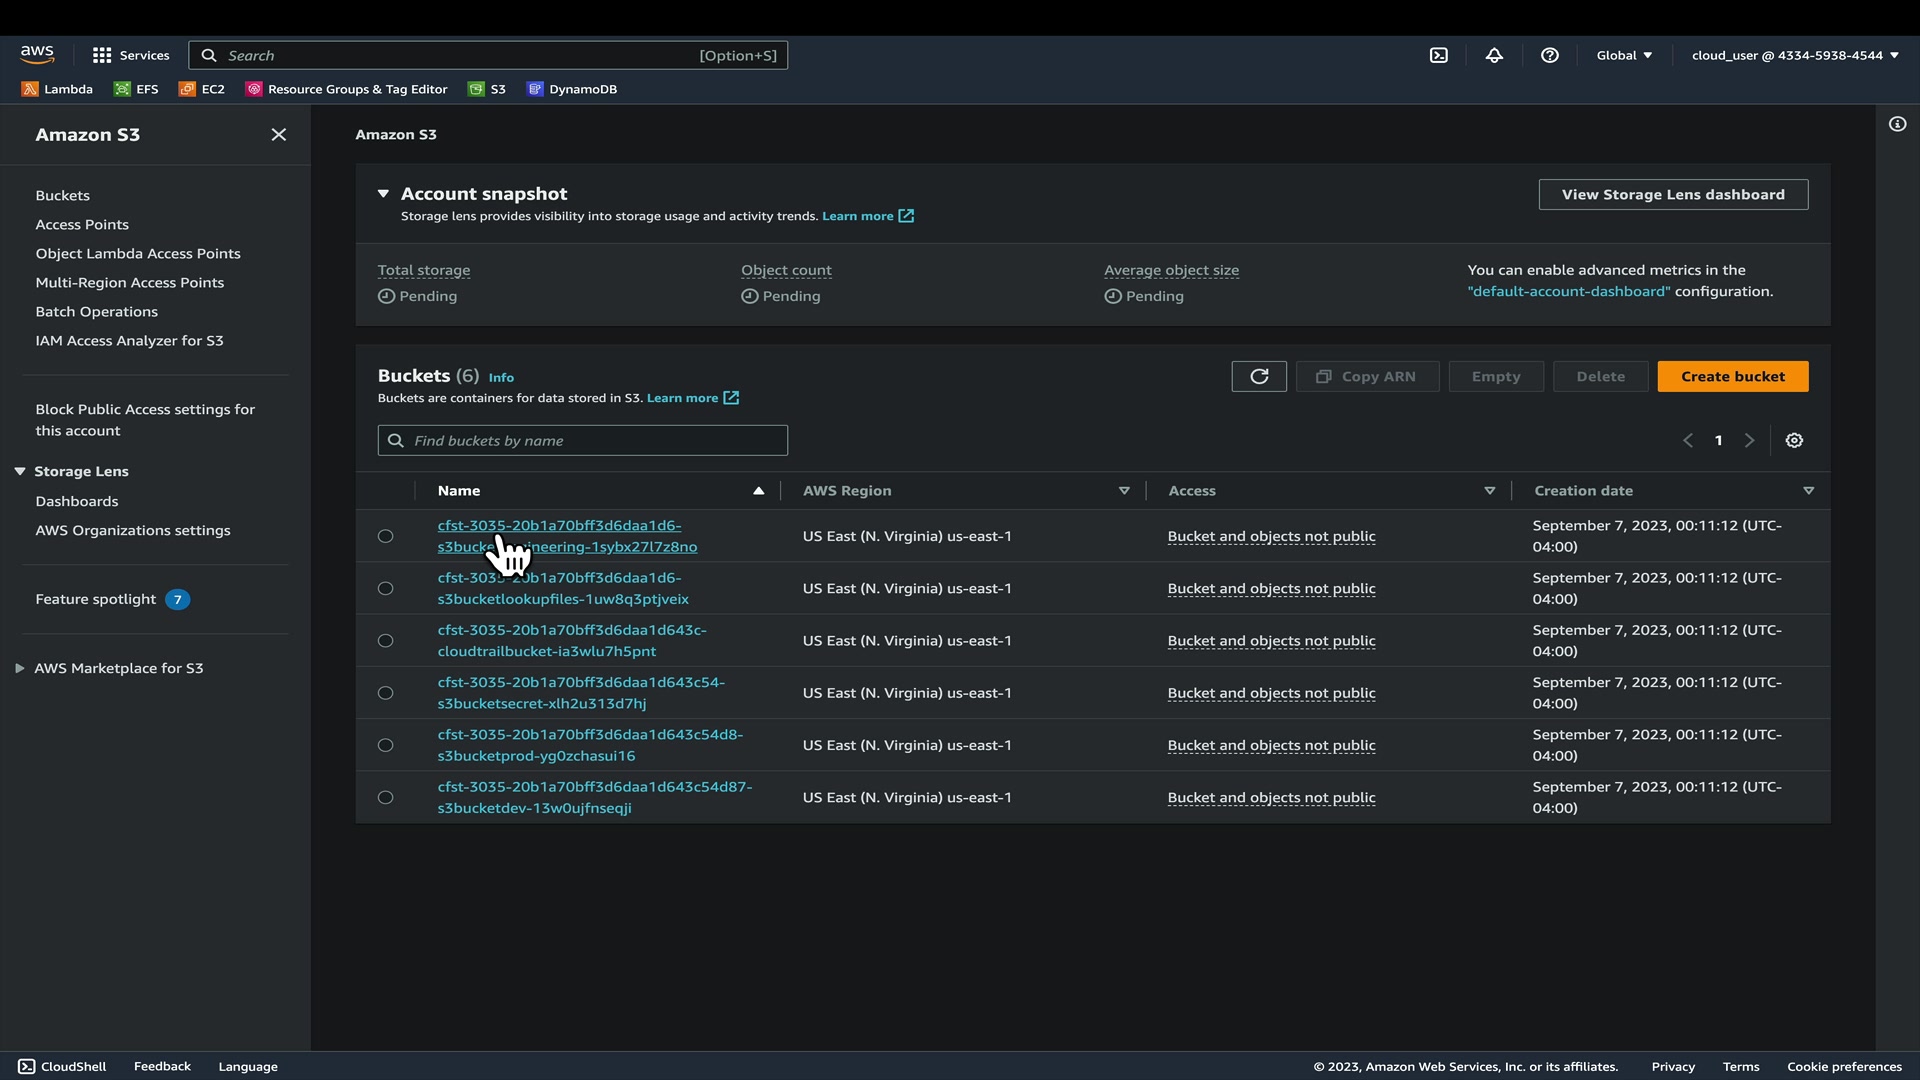 aws
Services
Search
[Option+S]
Global
cloud_user @ 4334-5938-4544
Lambda
EFS
EC2
Resource Groups & Tag Editor
S3
DynamoDB
Amazon S3
Buckets
Access Points
Object Lambda Access Points
Multi-Region Access Points
Batch Operations
IAM Access Analyzer for S3
Block Public Access settings for
this account
Storage Lens
Dashboards
AWS Organizations settings
Feature spotlight 7
AWS Marketplace for S3
Amazon S3
Account snapshot
Storage lens provides visibility into storage usage and activity trends. Learn more
View Storage Lens dashboard
Total storage
Pending
Object count
Pending
Average object size
Pending
You can enable advanced metrics in the
"default-account-dashboard" configuration.
Buckets (6) Info
Buckets are containers for data stored in S3. Learn more
Copy ARN
Empty
Delete
Create bucket
Find buckets by name
1
Name
AWS Region
Access
Creation date
cfst-3035-20b1a70bff3d6daa1d6-
US East (N. Virginia) us-east-1
Bucket and objects not public
September 7, 2023, 00:11:12 (UTC-
04:00)
cfst-3035-20b1a70bff3d6daa1d6-
s3bucketlookupfiles-1uw8q3ptjveix
US East (N. Virginia) us-east-1
Bucket and objects not public
September 7, 2023, 00:11:12 (UTC-
04:00)
cfst-3035-20b1a70bff3d6daa1d643c-
cloudtrailbucket-ia3wlu7h5pnt
US East (N. Virginia) us-east-1
Bucket and objects not public
September 7, 2023, 00:11:12 (UTC-
04:00)
cfst-3035-20b1a70bff3d6daa1d643c54-
s3bucketsecret-xlh2u313d7hj
US East (N. Virginia) us-east-1
Bucket and objects not public
September 7, 2023, 00:11:12 (UTC-
04:00)
cfst-3035-20b1a70bff3d6daa1d643c54d8-
s3bucketprod-yg0zchasui16
US East (N. Virginia) us-east-1
Bucket and objects not public
September 7, 2023, 00:11:12 (UTC-
04:00)
cfst-3035-20b1a70bff3d6daa1d643c54d87-
s3bucketdev-13w0ujfnseqji
US East (N. Virginia) us-east-1
Bucket and objects not public
September 7, 2023, 00:11:12 (UTC-
04:00)
CloudShell
Feedback
Language
© 2023, Amazon Web Services, Inc. or its affiliates.
Privacy
Terms
Cookie preferences